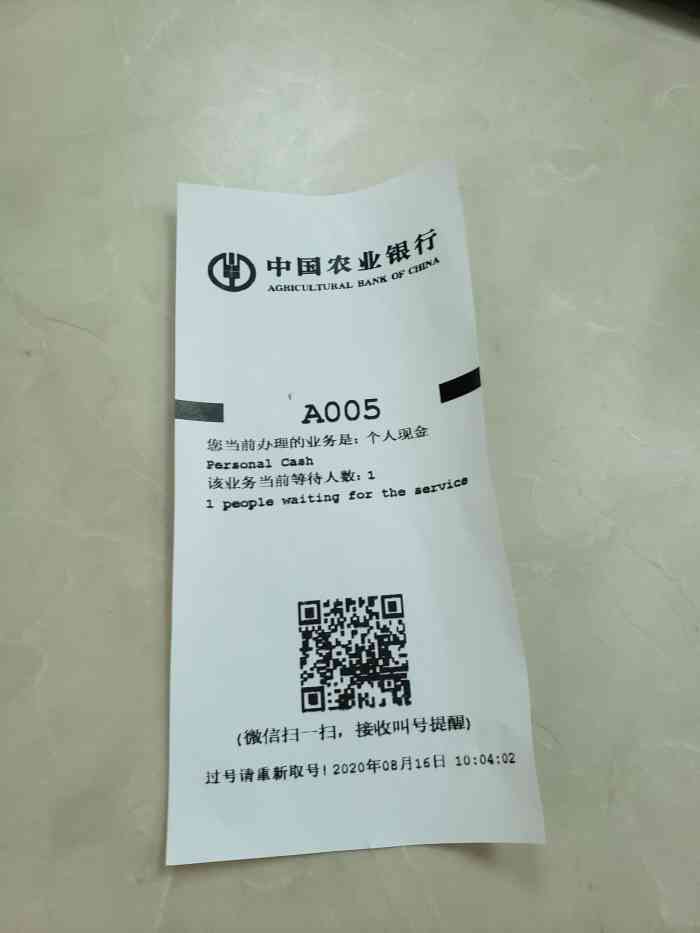 中国农业银行
AGRICULTURAL BANK OF CHINA
A005
您当前办理的业务是: 个人现金
Personal Cash
该业务当前等待人数: 1
1 people waiting for the service
(微信扫一扫, 接收叫号提醒)
过号请重新取号! 2020年08月16日 10:04:02